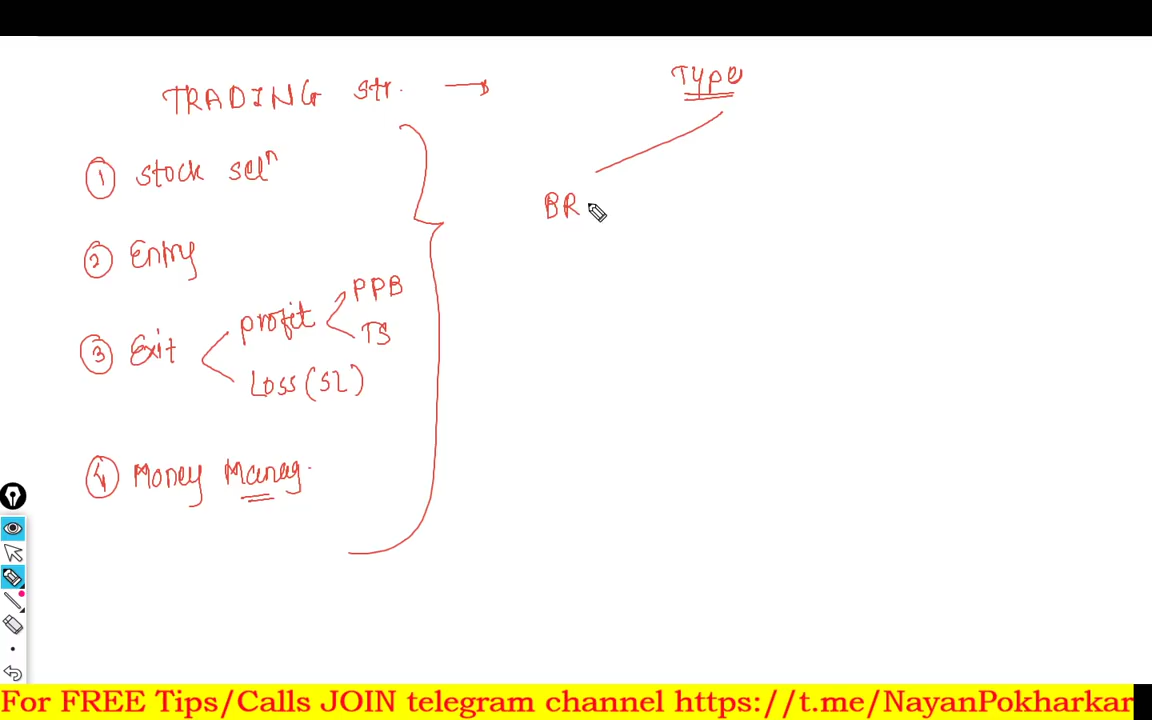 TRADING str. →
Type
① Stock selⁿ
BR
② Entry
③ Exit
profit
PPB
TS
Loss (SL)
④ Money Manag.
For FREE Tips/Calls JOIN telegram channel https://t.me/NayanPokharkar